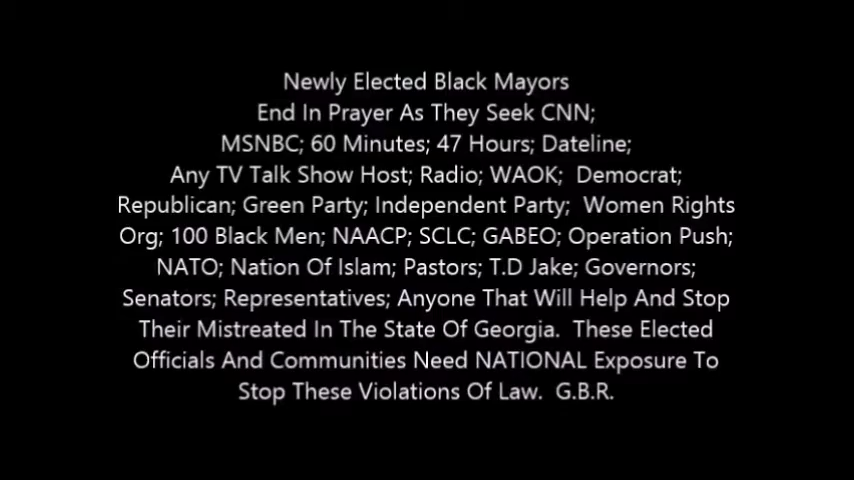 Newly Elected Black Mayors
End In Prayer As They Seek CNN;
MSNBC; 60 Minutes; 47 Hours; Dateline;
Any TV Talk Show Host; Radio; WAOK;  Democrat;
Republican; Green Party; Independent Party;  Women Rights
Org; 100 Black Men; NAACP; SCLC; GABEO; Operation Push;
NATO; Nation Of Islam; Pastors; T.D Jake; Governors;
Senators; Representatives; Anyone That Will Help And Stop
Their Mistreated In The State Of Georgia.  These Elected
Officials And Communities Need NATIONAL Exposure To
Stop These Violations Of Law.  G.B.R.